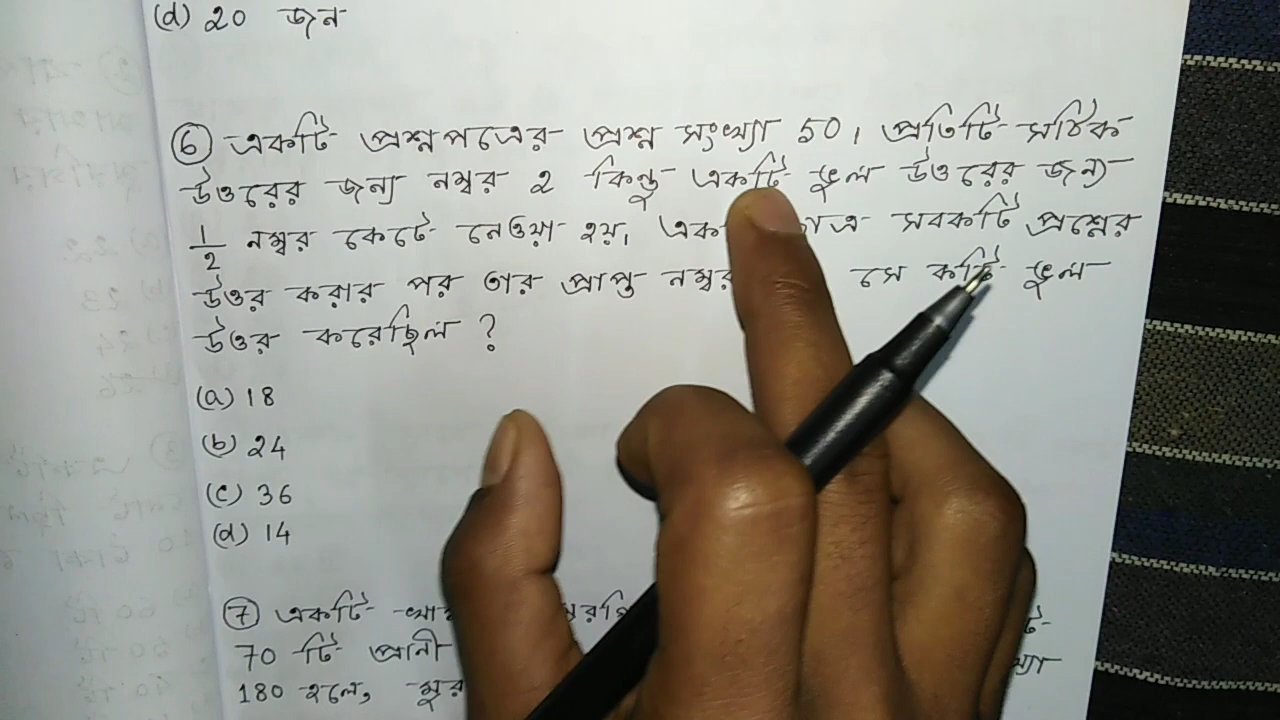 (d) 20 জন
6 একটি প্রশ্নপত্রের প্রশ্ন সংখ্যা 50। প্রতিটি সঠিক
উত্তরের জন্য নম্বর 2 কিন্তু একটি ভুল উত্তরের জন্য
1/2 নম্বর কেটে নেওয়া হয়। এক সবকটি প্রশ্নের
উত্তর করার পর তার প্রাপ্ত নম্বর সে কটি ভুল
উত্তর করেছিল ?
(a) 18
(b) 24
(c) 36
(d) 14
7 একটি
70 টি প্রানী
180 হলে,